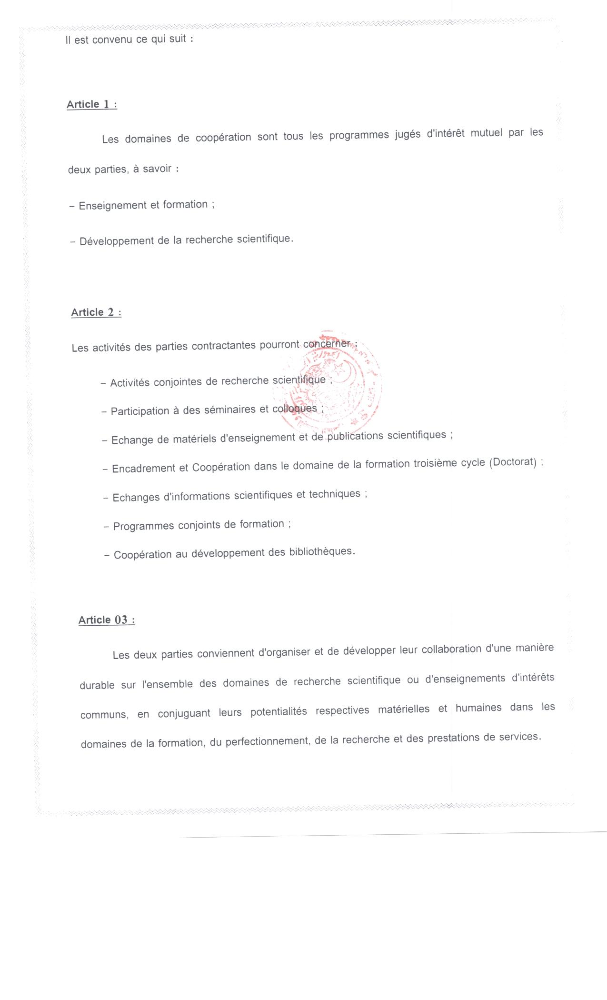 Il est convenu ce qui suit :
Article 1 :
Les domaines de coopération sont tous les programmes jugés d'intérêt mutuel par les
deux parties, à savoir :
– Enseignement et formation ;
– Développement de la recherche scientifique.
Article 2 :
Les activités des parties contractantes pourront concerner :
– Activités conjointes de recherche scientifique ;
– Participation à des séminaires et colloques ;
– Echange de matériels d'enseignement et de publications scientifiques ;
– Encadrement et Coopération dans le domaine de la formation troisième cycle (Doctorat) ;
– Echanges d'informations scientifiques et techniques ;
– Programmes conjoints de formation ;
– Coopération au développement des bibliothèques.
Article 03 :
Les deux parties conviennent d'organiser et de développer leur collaboration d'une manière
durable sur l'ensemble des domaines de recherche scientifique ou d'enseignements d'intérêts
communs, en conjuguant leurs potentialités respectives matérielles et humaines dans les
domaines de la formation, du perfectionnement, de la recherche et des prestations de services.